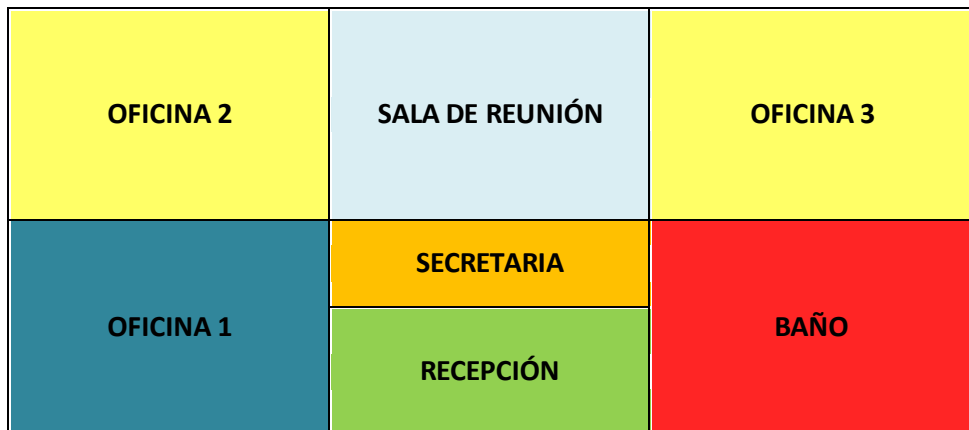 OFICINA 2
SALA DE REUNIÓN
OFICINA 3
SECRETARIA
OFICINA 1
BAÑO
RECEPCIÓN